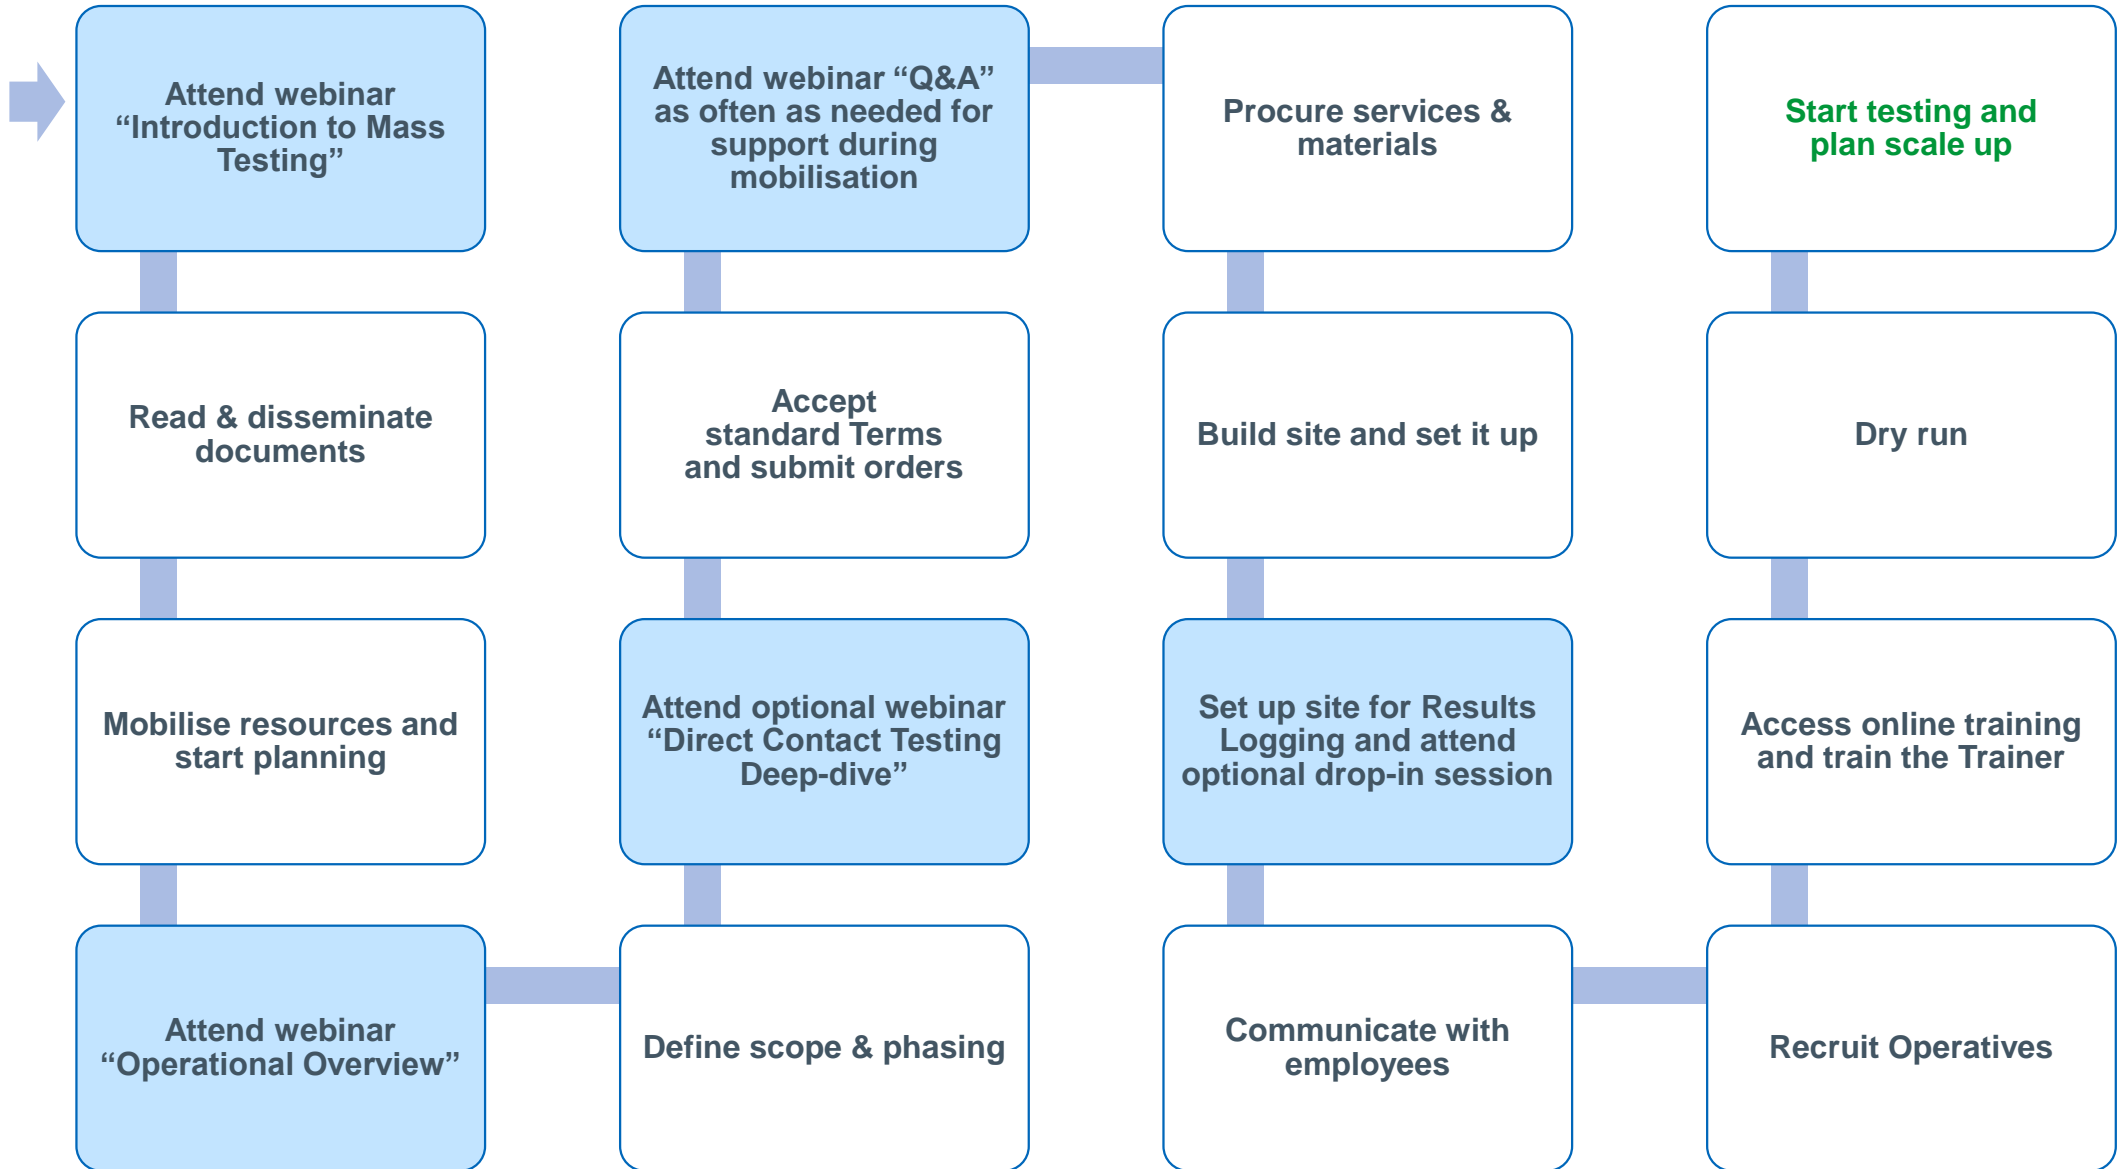 Attend webinar
“Introduction to Mass
Testing”
Read & disseminate
documents
Mobilise resources and
start planning
Attend webinar
“Operational Overview”
Define scope & phasing
Attend optional webinar
“Direct Contact Testing
Deep-dive”
Accept
standard Terms
and submit orders
Attend webinar “Q&A”
as often as needed for
support during
mobilisation
Procure services &
materials
Build site and set it up
Set up site for Results
Logging and attend
optional drop-in session
Communicate with
employees
Recruit Operatives
Access online training
and train the Trainer
Dry run
Start testing and
plan scale up